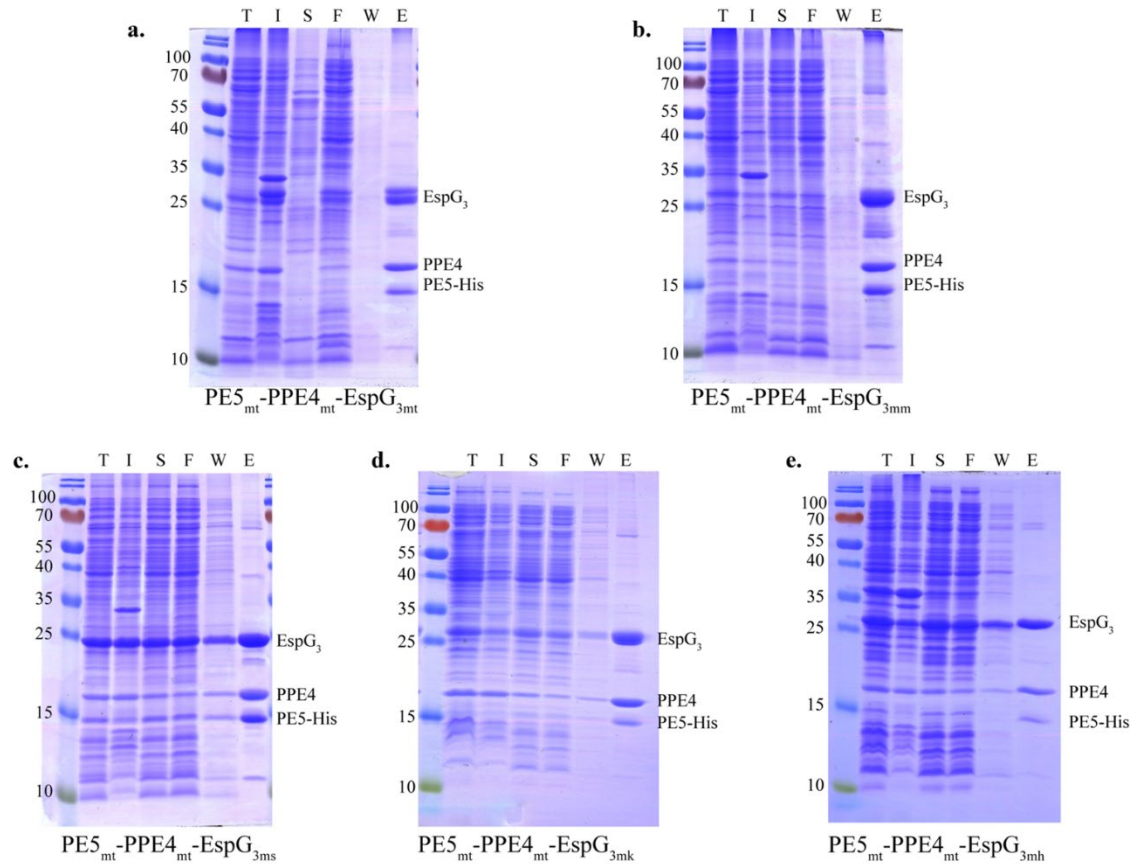 a. T I S F W E
100
70
55
40
35
25
15
10
EspG₃
PPE4
PE5-His
PE5ₘₜ-PPE4ₘₜ-EspG₃ₘₜ
b. T I S F W E
100
70
55
40
35
25
15
10
EspG₃
PPE4
PE5-His
PE5ₘₜ-PPE4ₘₜ-EspG₃ₘₘ
c. T I S F W E
100
70
55
40
35
25
15
10
EspG₃
PPE4
PE5-His
PE5ₘₜ-PPE4ₘₜ-EspG₃ₘₛ
d. T I S F W E
100
70
55
40
35
25
15
10
EspG₃
PPE4
PE5-His
PE5ₘₜ-PPE4ₘₜ-EspG₃ₘₖ
e. T I S F W E
100
70
55
40
35
25
15
10
EspG₃
PPE4
PE5-His
PE5ₘₜ-PPE4ₘₜ-EspG₃ₘₕ